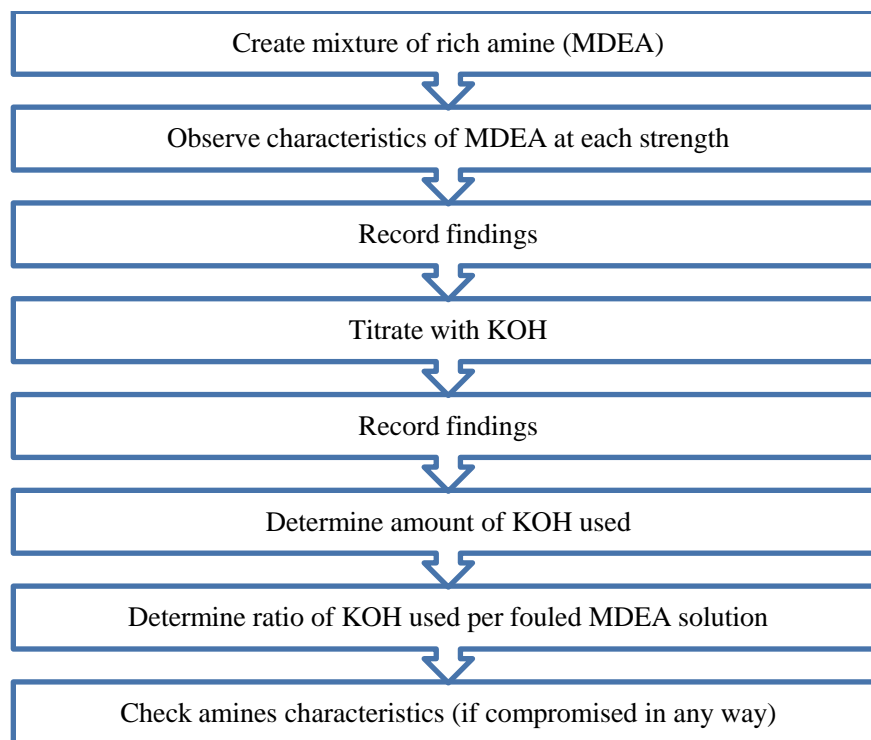 Create mixture of rich amine (MDEA)
Observe characteristics of MDEA at each strength
Record findings
Titrate with KOH
Record findings
Determine amount of KOH used
Determine ratio of KOH used per fouled MDEA solution
Check amines characteristics (if compromised in any way)